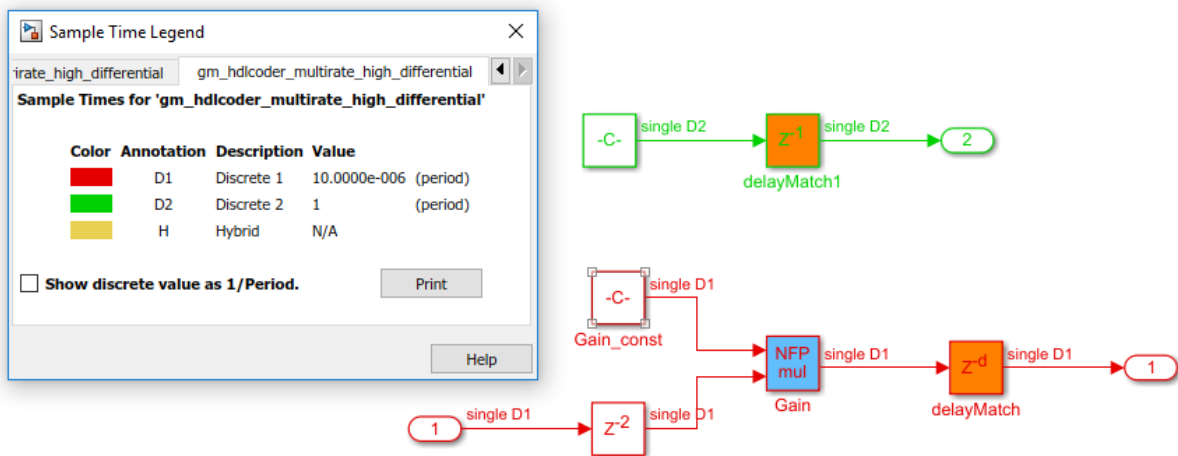 Sample Time Legend
irate_high_differential
gm_hdlcoder_multirate_high_differential
Sample Times for 'gm_hdlcoder_multirate_high_differential'
Color Annotation Description Value
D1 Discrete 1 10.0000e-006 (period)
D2 Discrete 2 1 (period)
H Hybrid N/A
Show discrete value as 1/Period.
Print
Help
-C-
single D2
Z-1
single D2
2
delayMatch1
-C-
single D1
Gain_const
NFP
mul
single D1
Z-d
single D1
1
Gain
delayMatch
1
single D1
Z-2
single D1